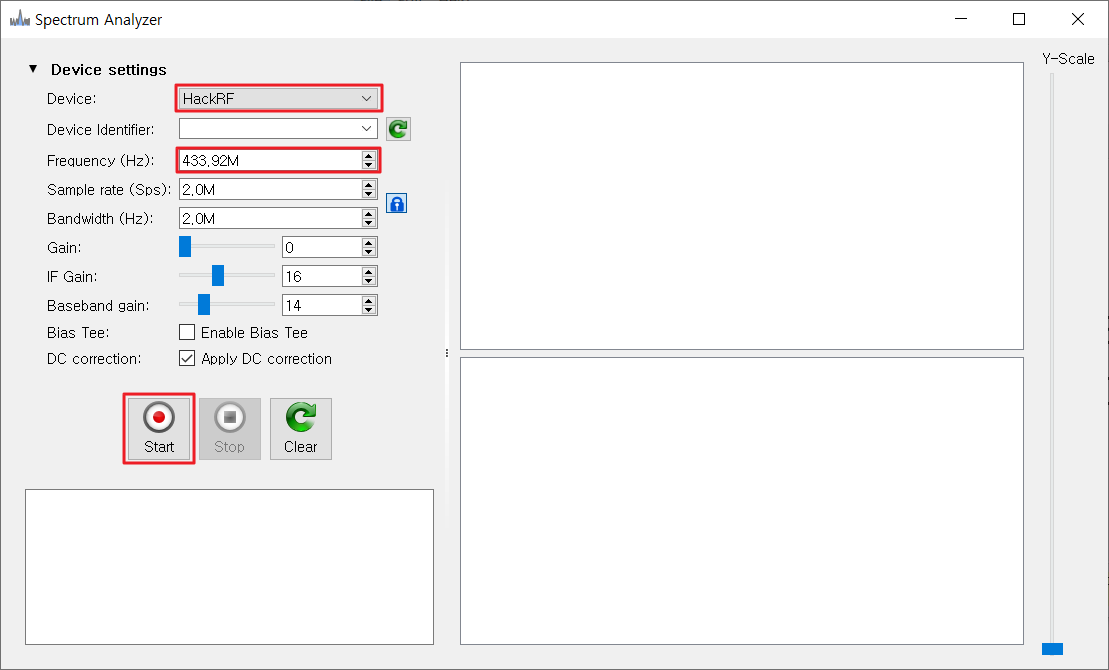 Spectrum Analyzer
Y-Scale
Device settings
Device: HackRF
Device Identifier:
Frequency (Hz): 433.92M
Sample rate (Sps): 2.0M
Bandwidth (Hz): 2.0M
Gain: 0
IF Gain: 16
Baseband gain: 14
Bias Tee: Enable Bias Tee
DC correction: Apply DC correction
Start Stop Clear